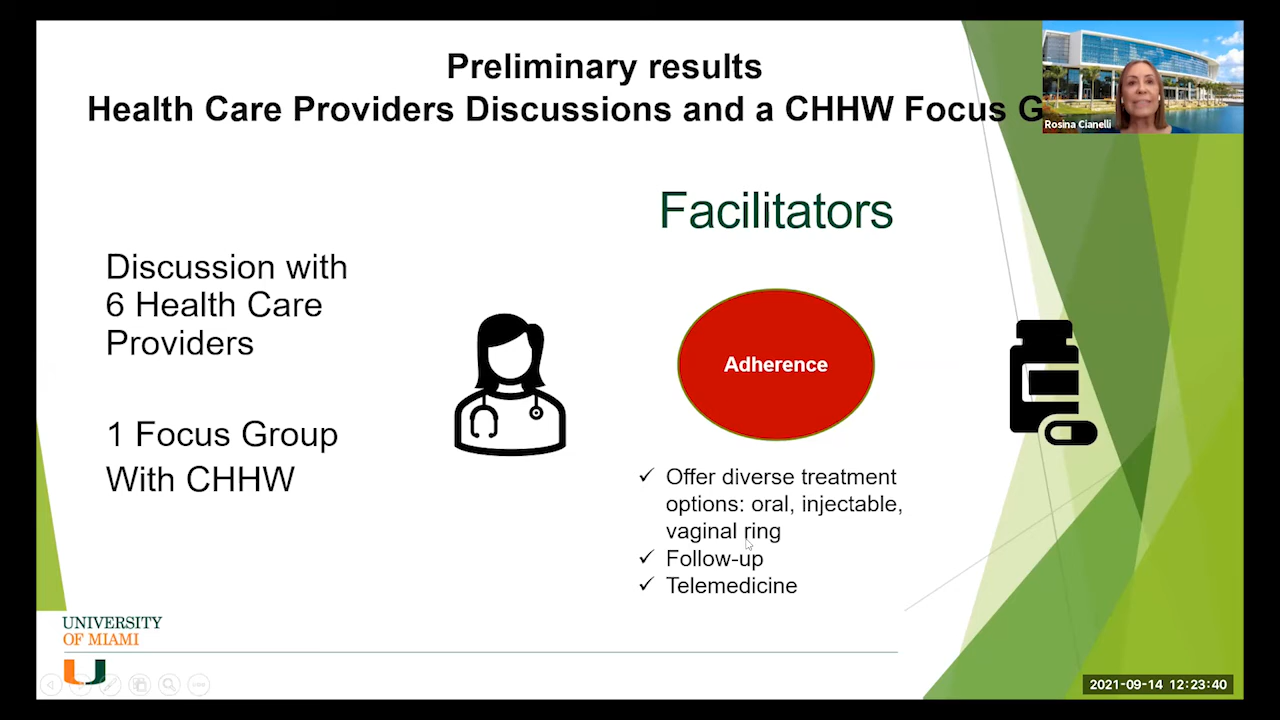 Preliminary results
Health Care Providers Discussions and a CHHW Focus G
Rosina Cianelli
Facilitators
Discussion with
6 Health Care
Providers
1 Focus Group
With CHHW
Adherence
✓ Offer diverse treatment
options: oral, injectable,
vaginal ring
✓ Follow-up
✓ Telemedicine
UNIVERSITY
OF MIAMI
2021-09-14 12:23:40